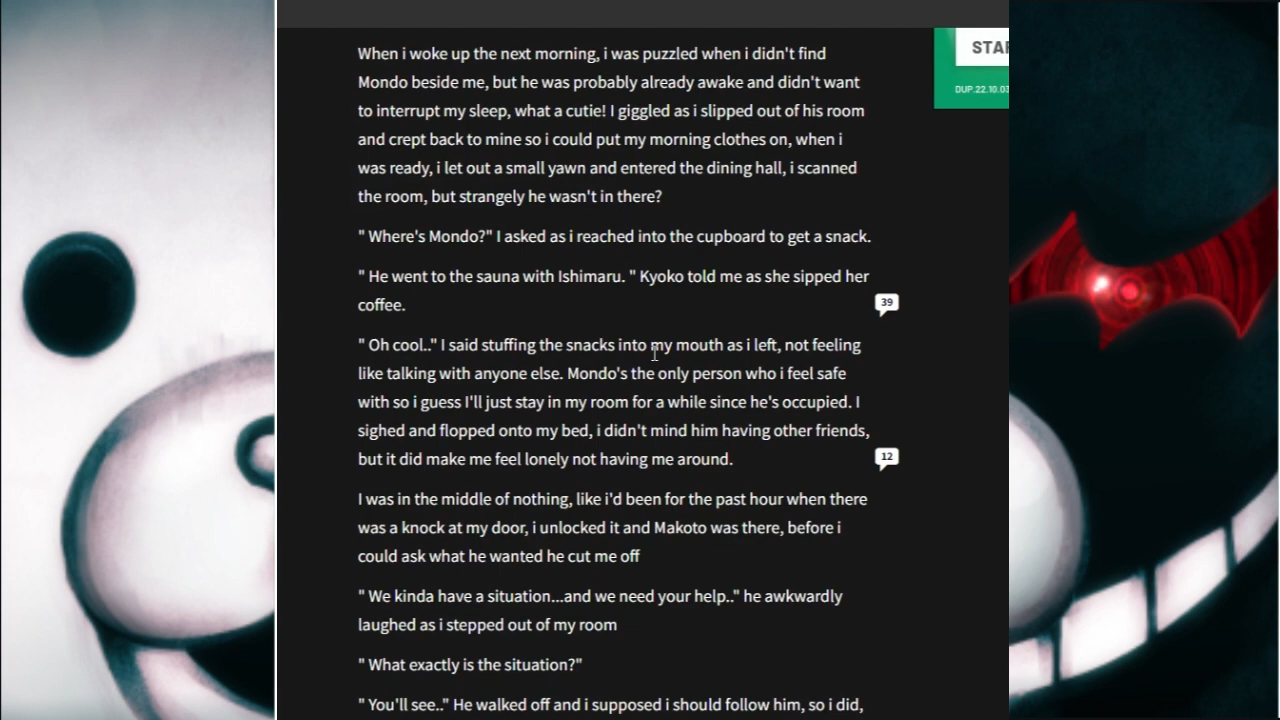 STAR
DUP.22.10.03
When i woke up the next morning, i was puzzled when i didn't find
Mondo beside me, but he was probably already awake and didn't want
to interrupt my sleep, what a cutie! I giggled as i slipped out of his room
and crept back to mine so i could put my morning clothes on, when i
was ready, i let out a small yawn and entered the dining hall, i scanned
the room, but strangely he wasn't in there?
" Where's Mondo?" I asked as i reached into the cupboard to get a snack.
" He went to the sauna with Ishimaru. " Kyoko told me as she sipped her
coffee.
39
" Oh cool.." I said stuffing the snacks into my mouth as i left, not feeling
like talking with anyone else. Mondo's the only person who i feel safe
with so i guess I'll just stay in my room for a while since he's occupied. I
sighed and flopped onto my bed, i didn't mind him having other friends,
but it did make me feel lonely not having me around.
12
I was in the middle of nothing, like i'd been for the past hour when there
was a knock at my door, i unlocked it and Makoto was there, before i
could ask what he wanted he cut me off
" We kinda have a situation...and we need your help.." he awkwardly
laughed as i stepped out of my room
" What exactly is the situation?"
" You'll see.." He walked off and i supposed i should follow him, so i did,